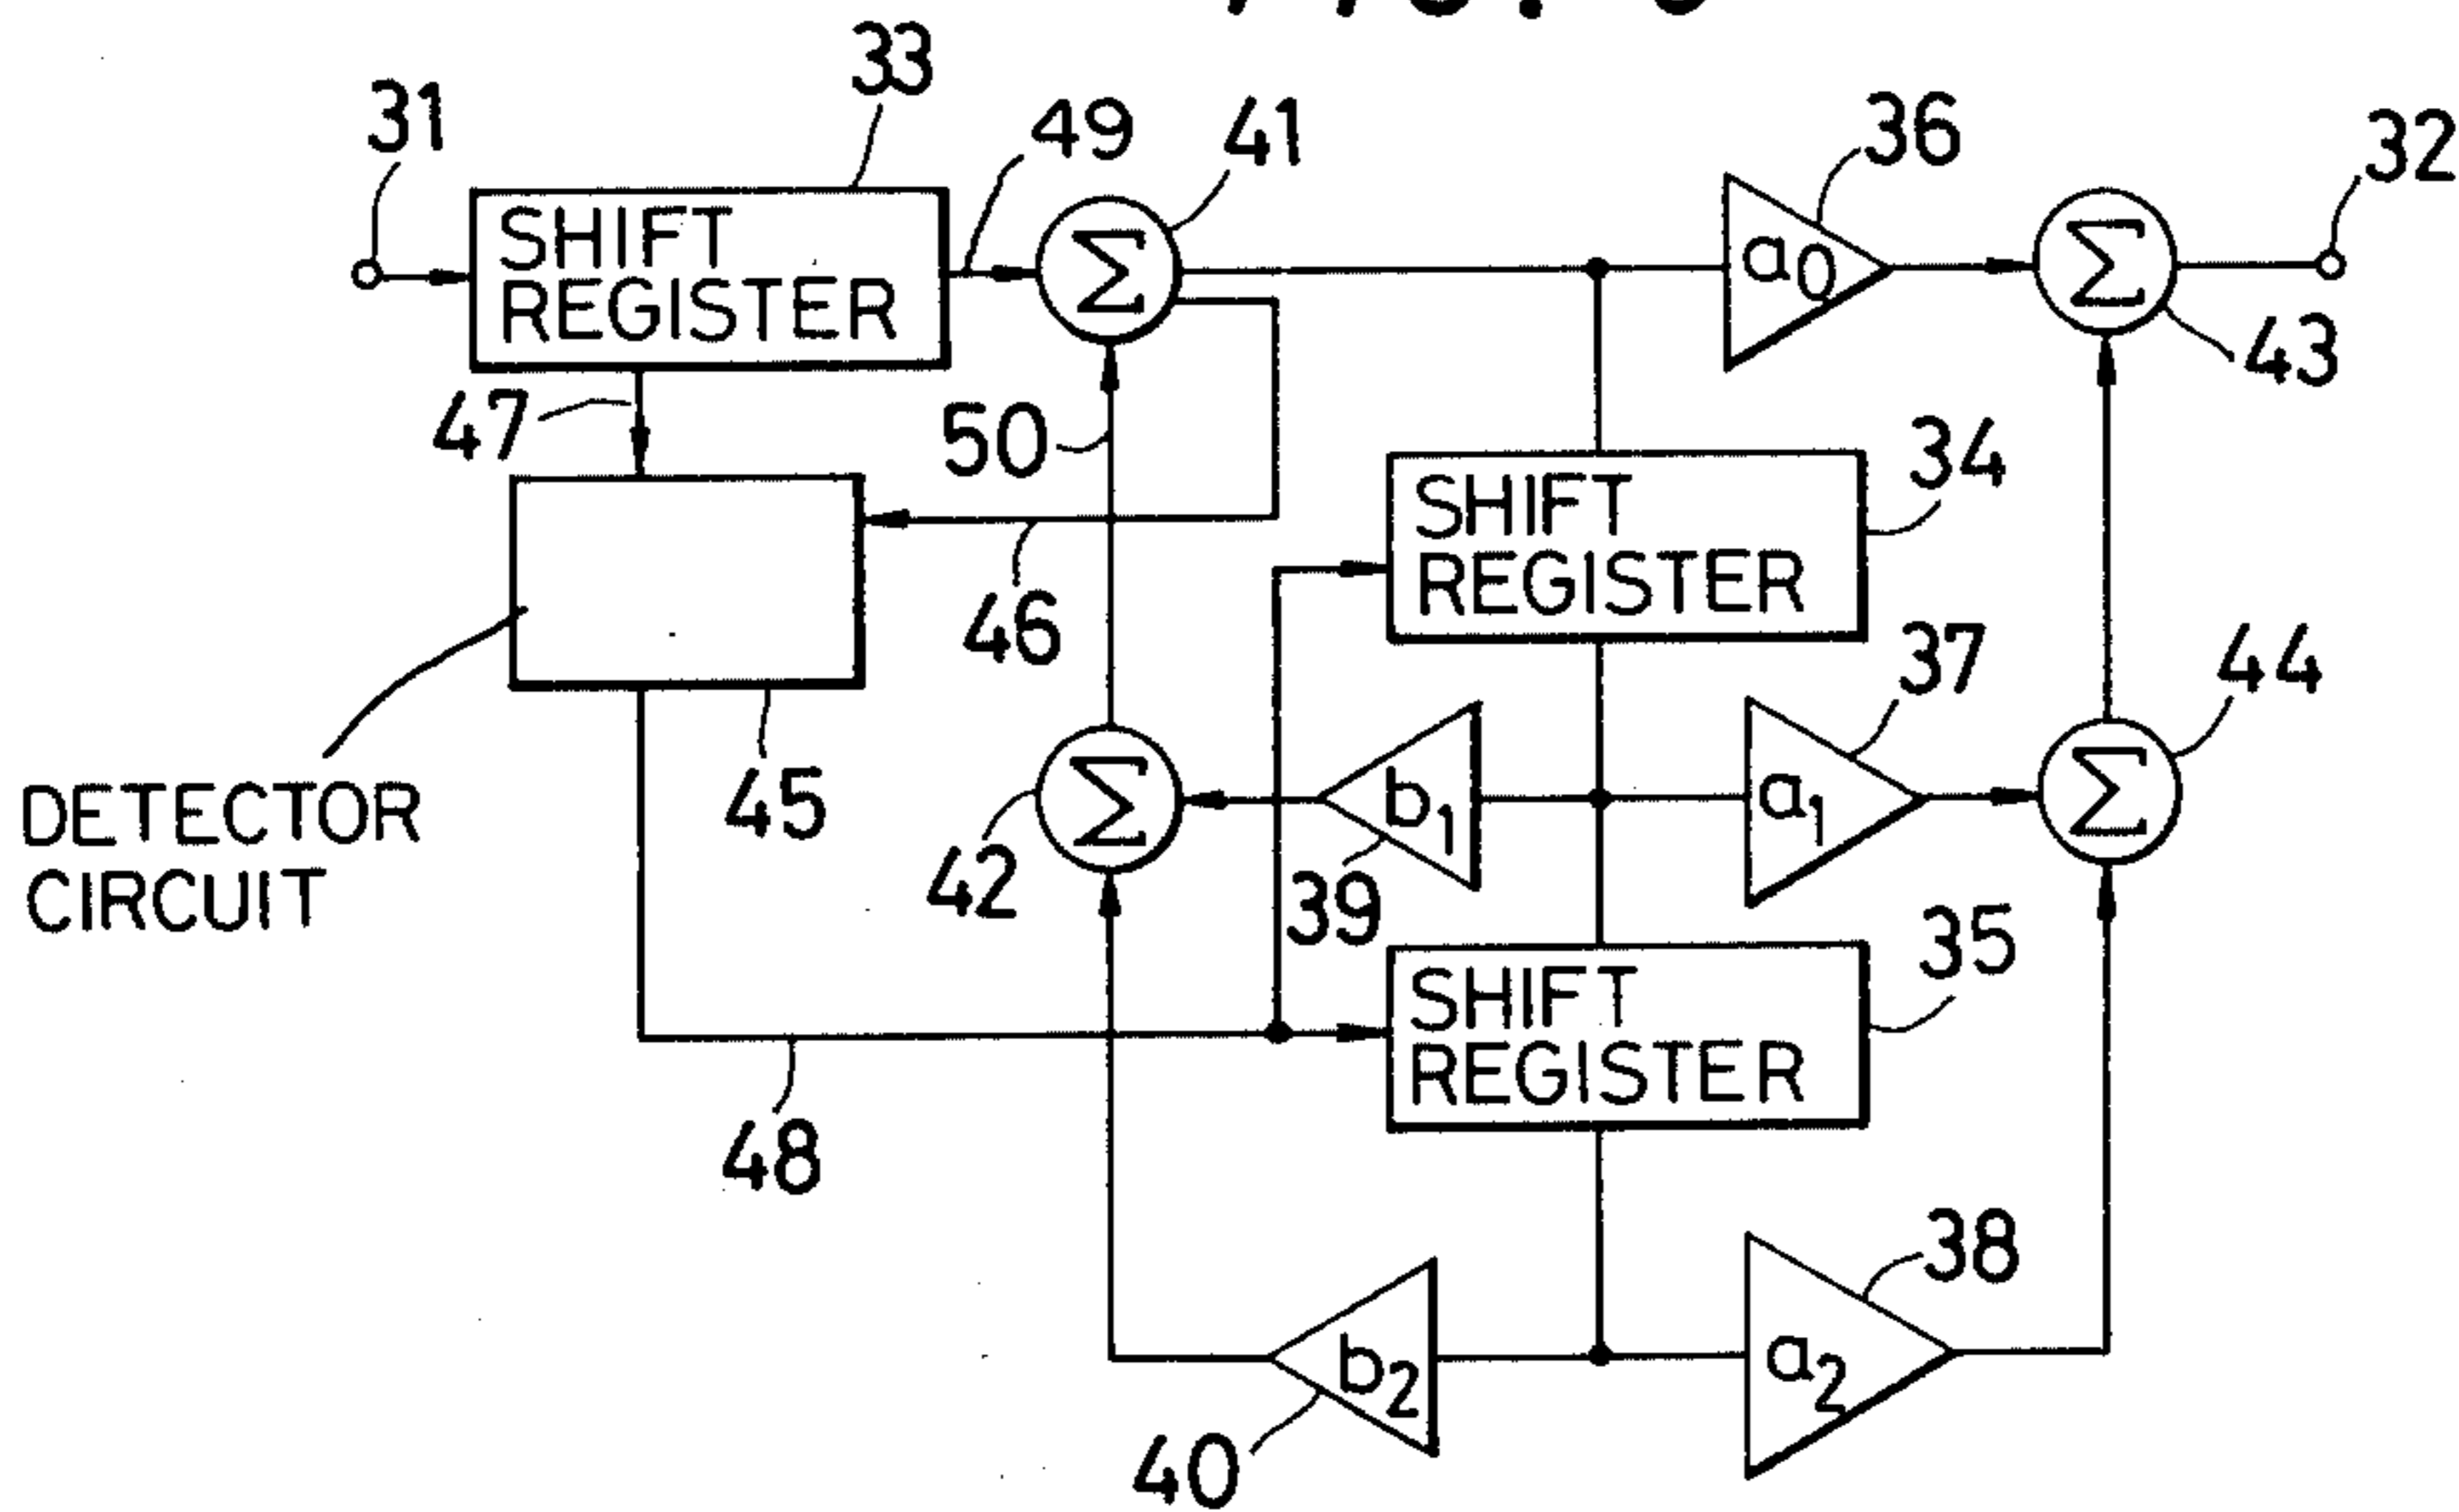 33
31
49
41
36
32
SHIFT
REGISTER
Σ
a0
Σ
43
47
50
34
SHIFT
REGISTER
46
37
44
45
DETECTOR
CIRCUIT
Σ
42
b1
39
a1
Σ
35
SHIFT
REGISTER
48
38
b2
a2
40